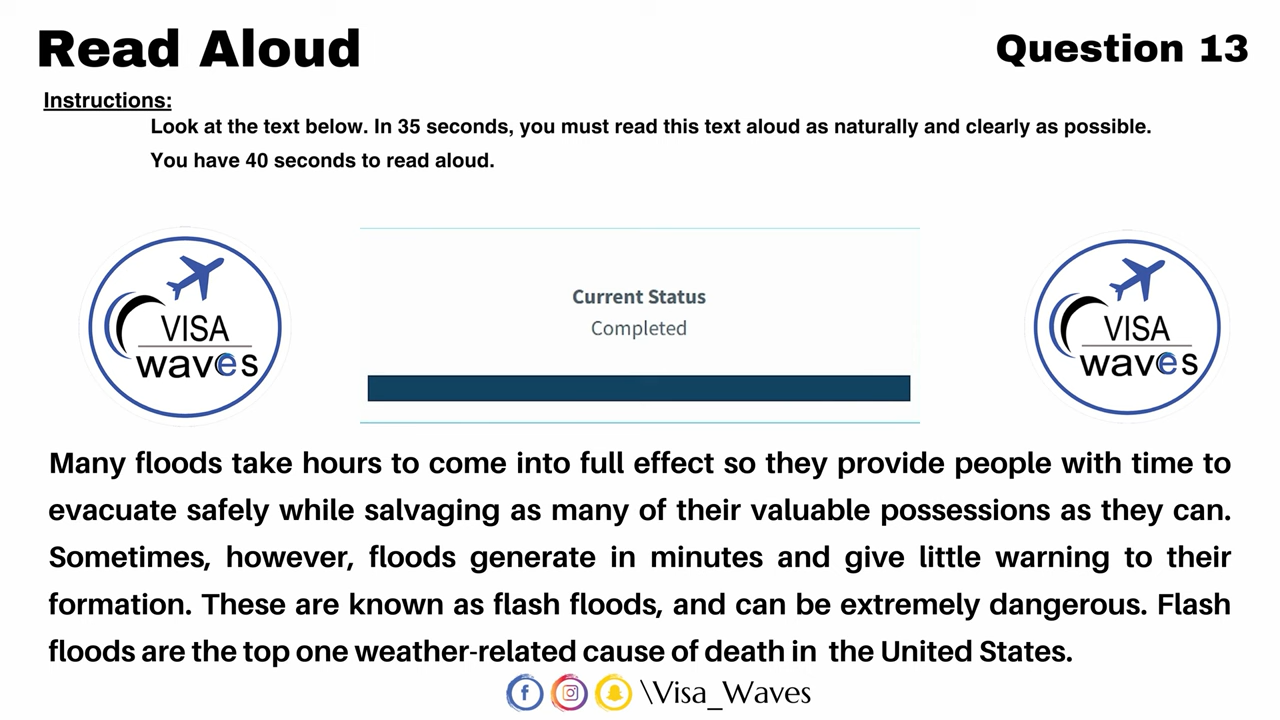 Read Aloud
Question 13
Instructions:
Look at the text below. In 35 seconds, you must read this text aloud as naturally and clearly as possible.
You have 40 seconds to read aloud.
VISA
waves
Current Status
Completed
VISA
waves
Many floods take hours to come into full effect so they provide people with time to
evacuate safely while salvaging as many of their valuable possessions as they can.
Sometimes, however, floods generate in minutes and give little warning to their
formation. These are known as flash floods, and can be extremely dangerous. Flash
floods are the top one weather-related cause of death in the United States.
\Visa_Waves